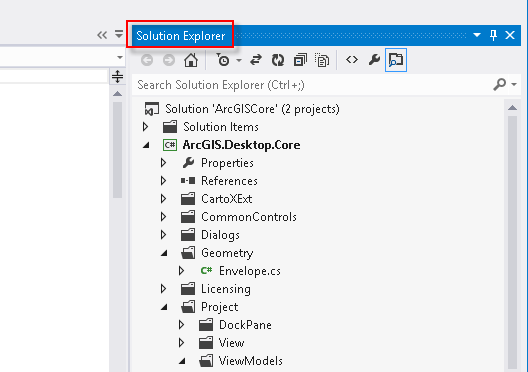 Solution Explorer
Search Solution Explorer (Ctrl+;)
Solution 'ArcGISCore' (2 projects)
Solution Items
C# ArcGIS.Desktop.Core
Properties
References
CartoXExt
CommonControls
Dialogs
Geometry
C# Envelope.cs
Licensing
Project
DockPane
View
ViewModels